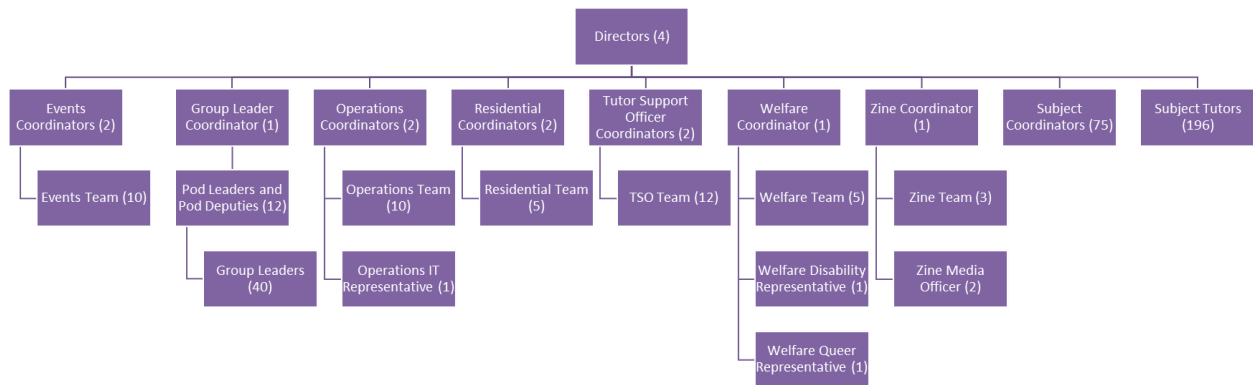 Directors (4)
Events
Coordinators (2)
Group Leader
Coordinator (1)
Operations
Coordinators (2)
Residential
Coordinators (2)
Tutor Support
Officer
Coordinators (2)
Welfare
Coordinator (1)
Zine Coordinator
(1)
Subject
Coordinators (75)
Subject Tutors
(196)
Events Team (10)
Pod Leaders and
Pod Deputies (12)
Operations Team
(10)
Residential Team
(5)
TSO Team (12)
Welfare Team (5)
Zine Team (3)
Group Leaders
(40)
Operations IT
Representative (1)
Welfare Disability
Representative (1)
Zine Media
Officer (2)
Welfare Queer
Representative (1)